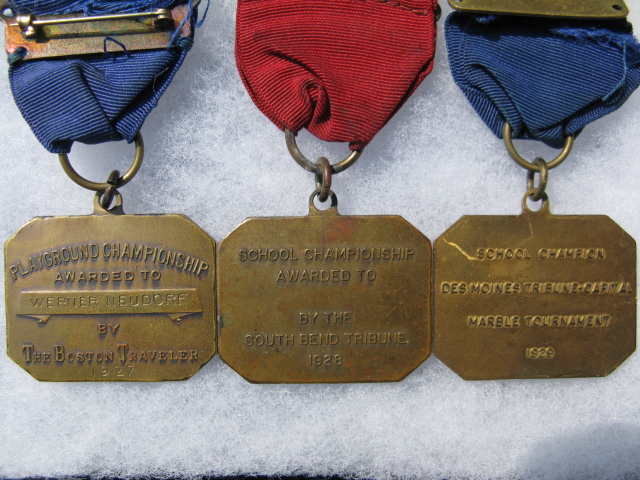 PLAYGROUND CHAMPIONSHIP
AWARDED TO
WERNER NEUDORF
BY
THE BOSTON TRAVELER
1927
SCHOOL CHAMPIONSHIP
AWARDED TO
BY THE
SOUTH BEND TRIBUNE
1928
SCHOOL CHAMPION
DES MOINES TRIBUNE-CAPITAL
MARBLE TOURNAMENT
1929